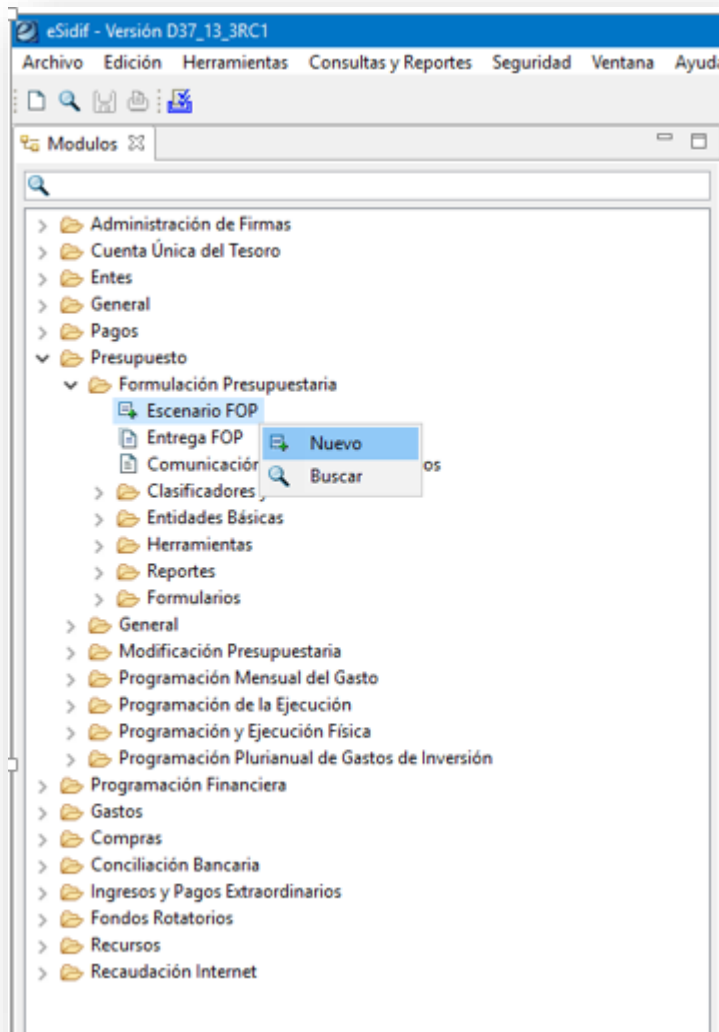 eSidif - Versión D37_13_3RC1
Archivo Edición Herramientas Consultas y Reportes Seguridad Ventana Ayuda
Modulos
Administración de Firmas
Cuenta Única del Tesoro
Entes
General
Pagos
Presupuesto
Formulación Presupuestaria
Escenario FOP
Entrega FOP
Nuevo
Comunicación
os
Buscar
Clasificadores y
Entidades Básicas
Herramientas
Reportes
Formularios
General
Modificación Presupuestaria
Programación Mensual del Gasto
Programación de la Ejecución
Programación y Ejecución Física
Programación Plurianual de Gastos de Inversión
Programación Financiera
Gastos
Compras
Conciliación Bancaria
Ingresos y Pagos Extraordinarios
Fondos Rotatorios
Recursos
Recaudación Internet